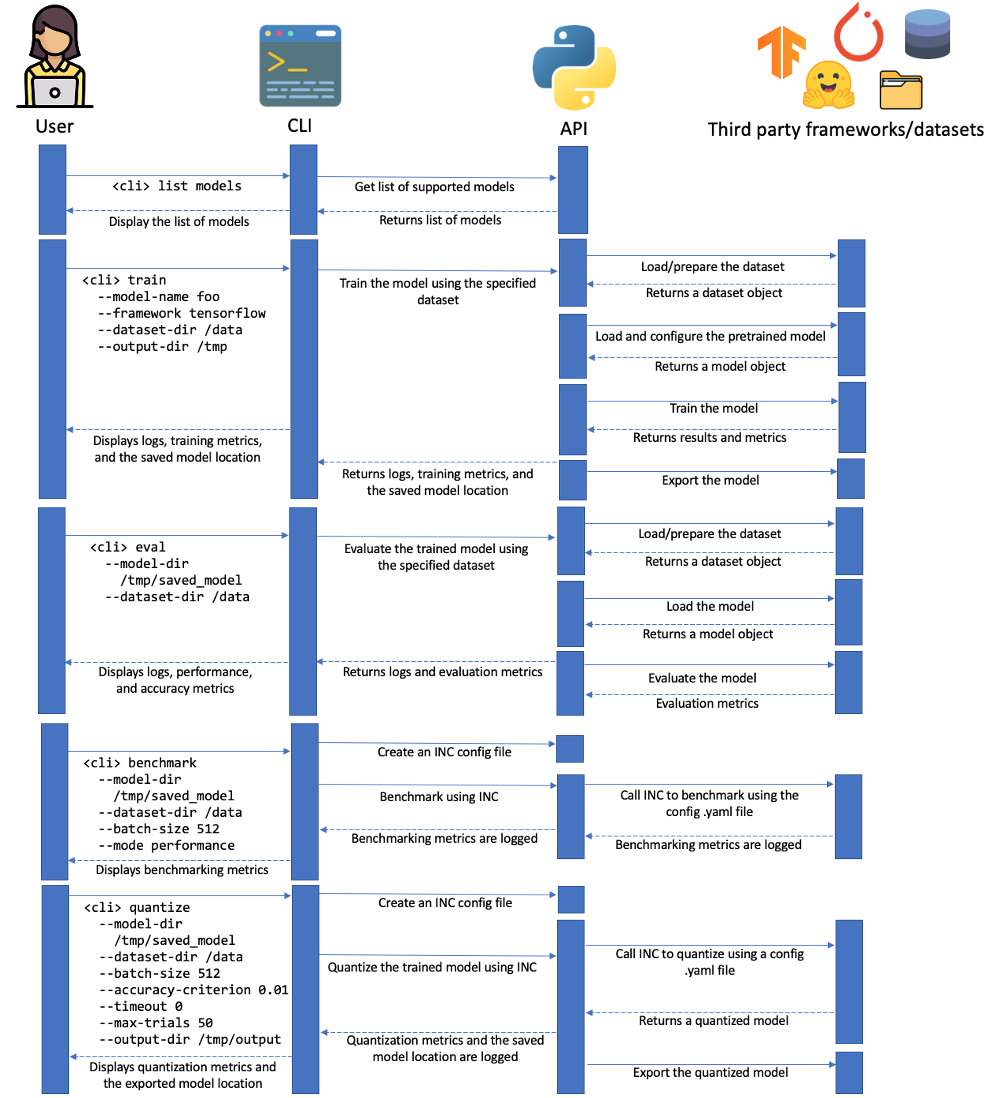 User
CLI
API
Third party frameworks/datasets
<cli> list models
Get list of supported models
Display the list of models
Returns list of models
<cli> train
--model-name foo
--framework tensorflow
--dataset-dir /data
--output-dir /tmp
Train the model using the specified
dataset
Load/prepare the dataset
Returns a dataset object
Load and configure the pretrained model
Returns a model object
Train the model
Returns results and metrics
Displays logs, training metrics,
and the saved model location
Returns logs, training metrics, and
the saved model location
Export the model
<cli> eval
--model-dir
/tmp/saved_model
--dataset-dir /data
Evaluate the trained model using
the specified dataset
Load/prepare the dataset
Returns a dataset object
Load the model
Returns a model object
Displays logs, performance,
and accuracy metrics
Returns logs and evaluation metrics
Evaluate the model
Evaluation metrics
<cli> benchmark
--model-dir
/tmp/saved_model
--dataset-dir /data
--batch-size 512
--mode performance
Create an INC config file
Benchmark using INC
Call INC to benchmark using the
config .yaml file
Benchmarking metrics are logged
Benchmarking metrics are logged
Displays benchmarking metrics
<cli> quantize
--model-dir
/tmp/saved_model
--dataset-dir /data
--batch-size 512
--accuracy-criterion 0.01
--timeout 0
--max-trials 50
--output-dir /tmp/output
Create an INC config file
Quantize the trained model using INC
Call INC to quantize using a config
.yaml file
Returns a quantized model
Quantization metrics and the saved
model location are logged
Displays quantization metrics and
the exported model location
Export the quantized model